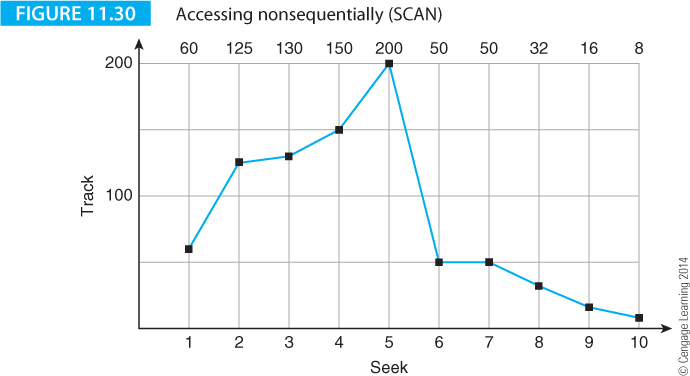 FIGURE 11.30 Accessing nonsequentially (SCAN)
60 125 130 150 200 50 50 32 16 8
200
100
Track
1 2 3 4 5 6 7 8 9 10
Seek
© Cengage Learning 2014